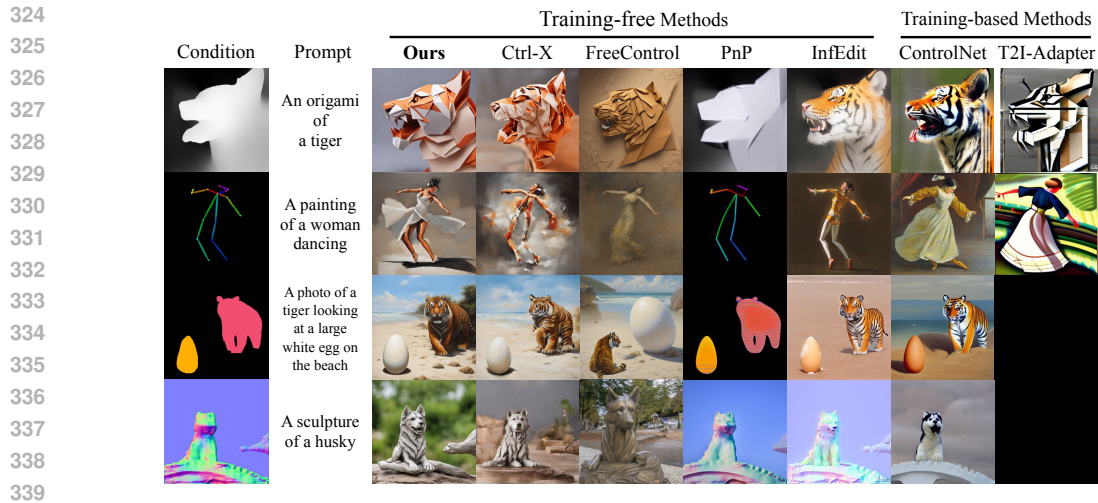 324
325
326
327
328
329
330
331
332
333
334
335
336
337
338
339
Training-free Methods
Training-based Methods
Condition
Prompt
Ours
Ctrl-X
FreeControl
PnP
InfEdit
ControlNet
T2I-Adapter
An origami
of
a tiger
A painting
of a woman
dancing
A photo of a
tiger looking
at a large
white egg on
the beach
A sculpture
of a husky